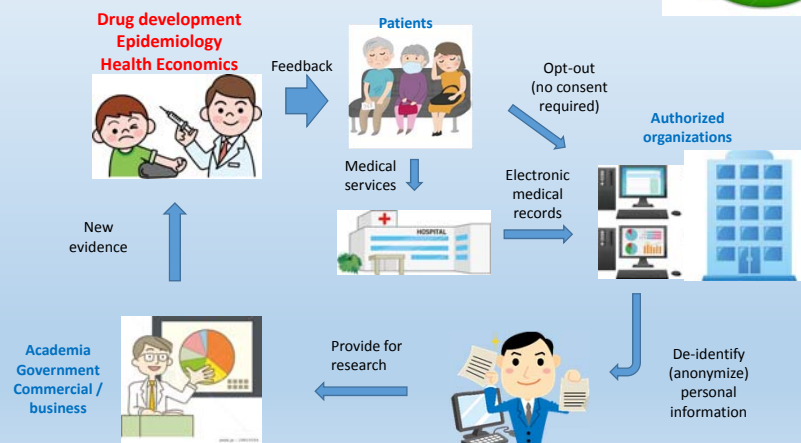 Drug development
Epidemiology
Health Economics
Feedback
Patients
Opt-out
(no consent
required)
Authorized
organizations
Medical
services
Electronic
medical
records
HOSPITAL
New
evidence
Academia
Government
Commercial /
business
Provide for
research
De-identify
(anonymize)
personal
information